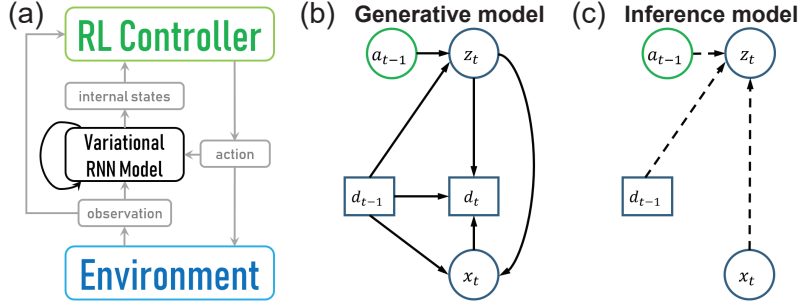 (a)
RL Controller
internal states
Variational
RNN Model
action
observation
Environment
(b)
Generative model
a_{t-1}
z_t
d_{t-1}
d_t
x_t
(c)
Inference model
a_{t-1}
z_t
d_{t-1}
x_t